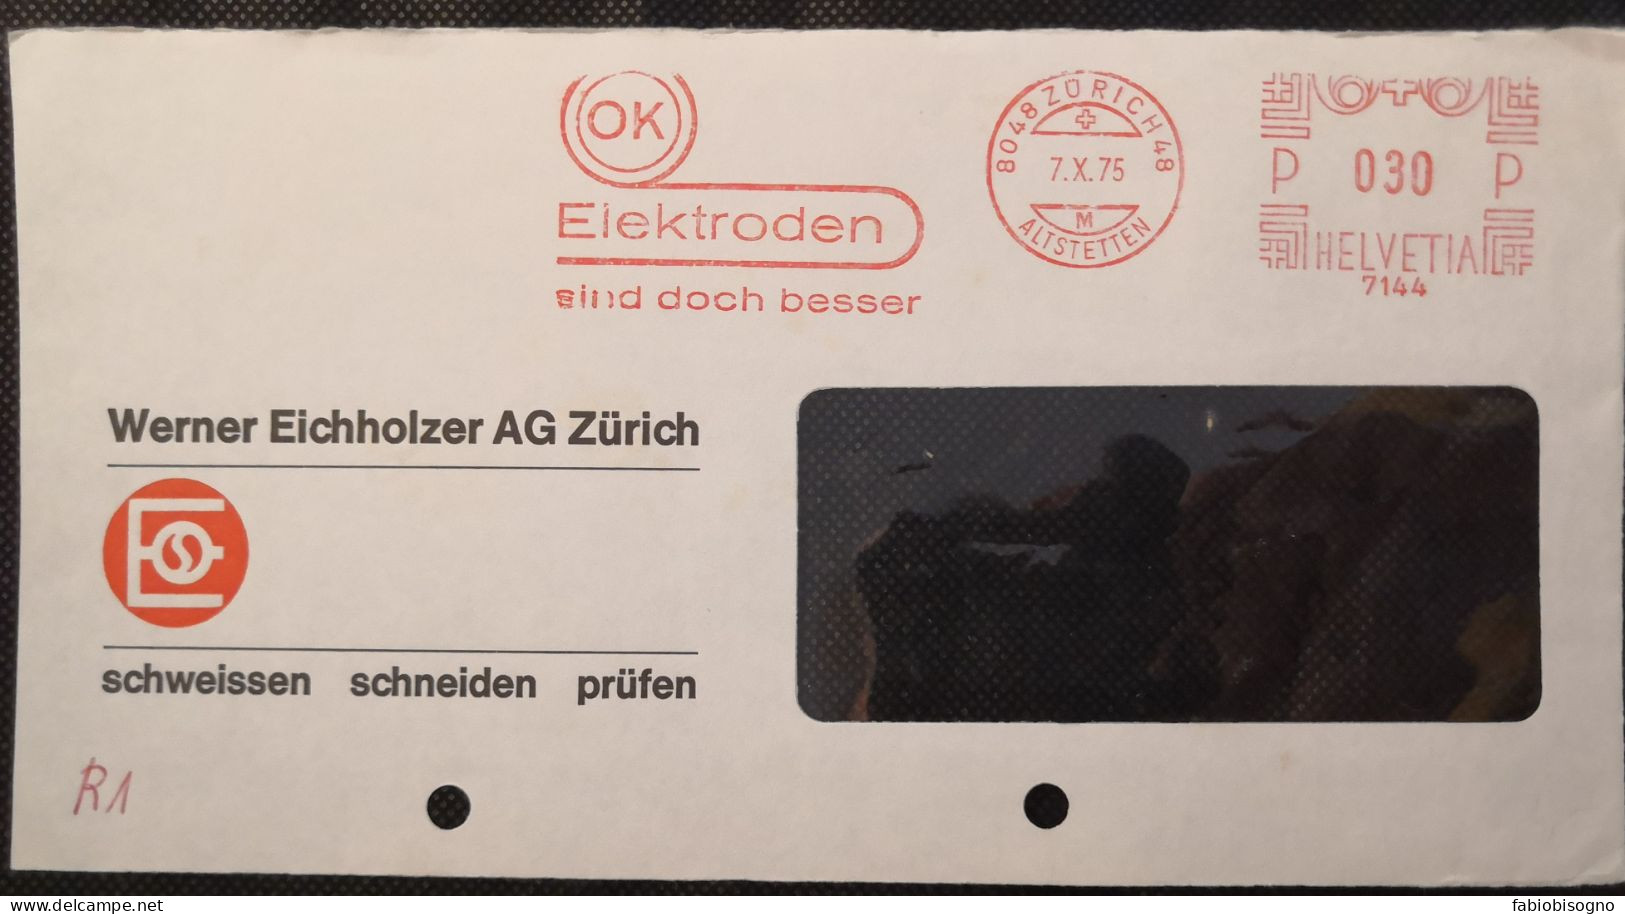 OK
Elektroden
sind doch besser
8048 ZÜRICH 48
7.X.75
M
ALTSTETTEN
P 030 P
HELVETIA
7144
Werner Eichholzer AG Zürich
schweissen schneiden prüfen
R1
www.delcampe.net
fabiobisogno